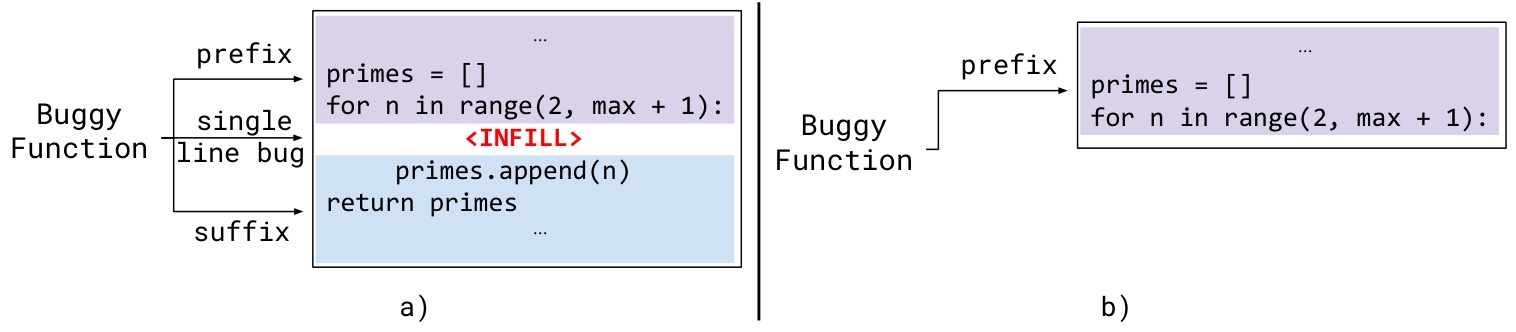 Buggy
Function
prefix
single
line bug
suffix
...
primes = []
for n in range(2, max + 1):
<INFILL>
primes.append(n)
return primes
...
a)
Buggy
Function
prefix
...
primes = []
for n in range(2, max + 1):
b)